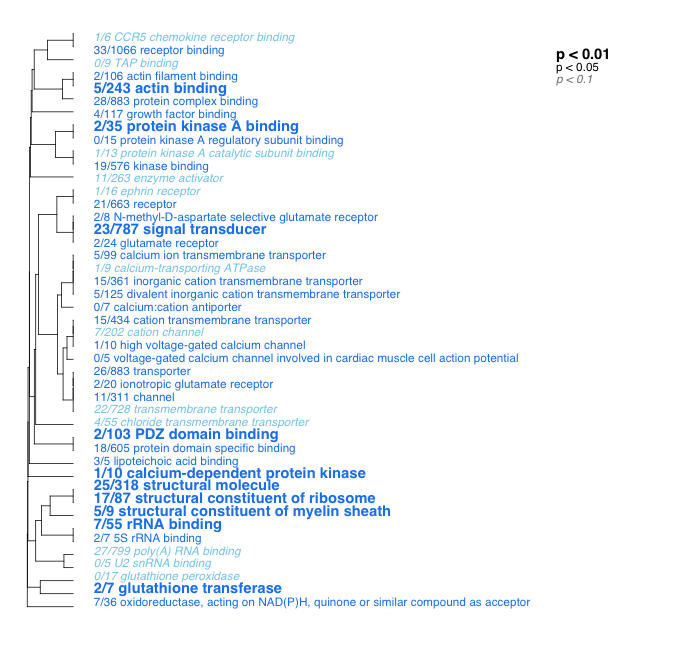 1/6 CCR5 chemokine receptor binding
33/1066 receptor binding
0/9 TAP binding
2/106 actin filament binding
5/243 actin binding
28/883 protein complex binding
4/117 growth factor binding
2/35 protein kinase A binding
0/15 protein kinase A regulatory subunit binding
1/13 protein kinase A catalytic subunit binding
19/576 kinase binding
11/263 enzyme activator
1/16 ephrin receptor
21/663 receptor
2/8 N-methyl-D-aspartate selective glutamate receptor
23/787 signal transducer
2/24 glutamate receptor
5/99 calcium ion transmembrane transporter
1/9 calcium-transporting ATPase
15/361 inorganic cation transmembrane transporter
5/125 divalent inorganic cation transmembrane transporter
0/7 calcium:cation antiporter
15/434 cation transmembrane transporter
7/202 cation channel
1/10 high voltage-gated calcium channel
0/5 voltage-gated calcium channel involved in cardiac muscle cell action potential
26/883 transporter
2/20 ionotropic glutamate receptor
11/311 channel
22/728 transmembrane transporter
4/55 chloride transmembrane transporter
2/103 PDZ domain binding
18/605 protein domain specific binding
3/5 lipoteichoic acid binding
1/10 calcium-dependent protein kinase
25/318 structural molecule
17/87 structural constituent of ribosome
5/9 structural constituent of myelin sheath
7/55 rRNA binding
2/7 5S rRNA binding
27/799 poly(A) RNA binding
0/5 U2 snRNA binding
0/17 glutathione peroxidase
2/7 glutathione transferase
7/36 oxidoreductase, acting on NAD(P)H, quinone or similar compound as acceptor
p < 0.01
p < 0.05
p < 0.1